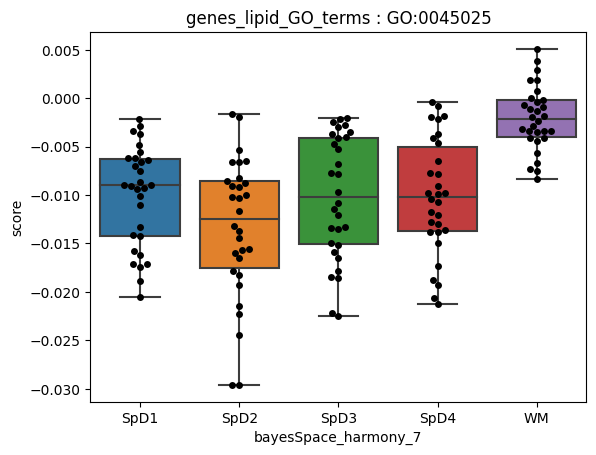 genes_lipid_GO_terms : GO:0045025
0.005
0.000
−0.005
−0.010
−0.015
−0.020
−0.025
−0.030
score
SpD1 SpD2 SpD3 SpD4 WM
bayesSpace_harmony_7